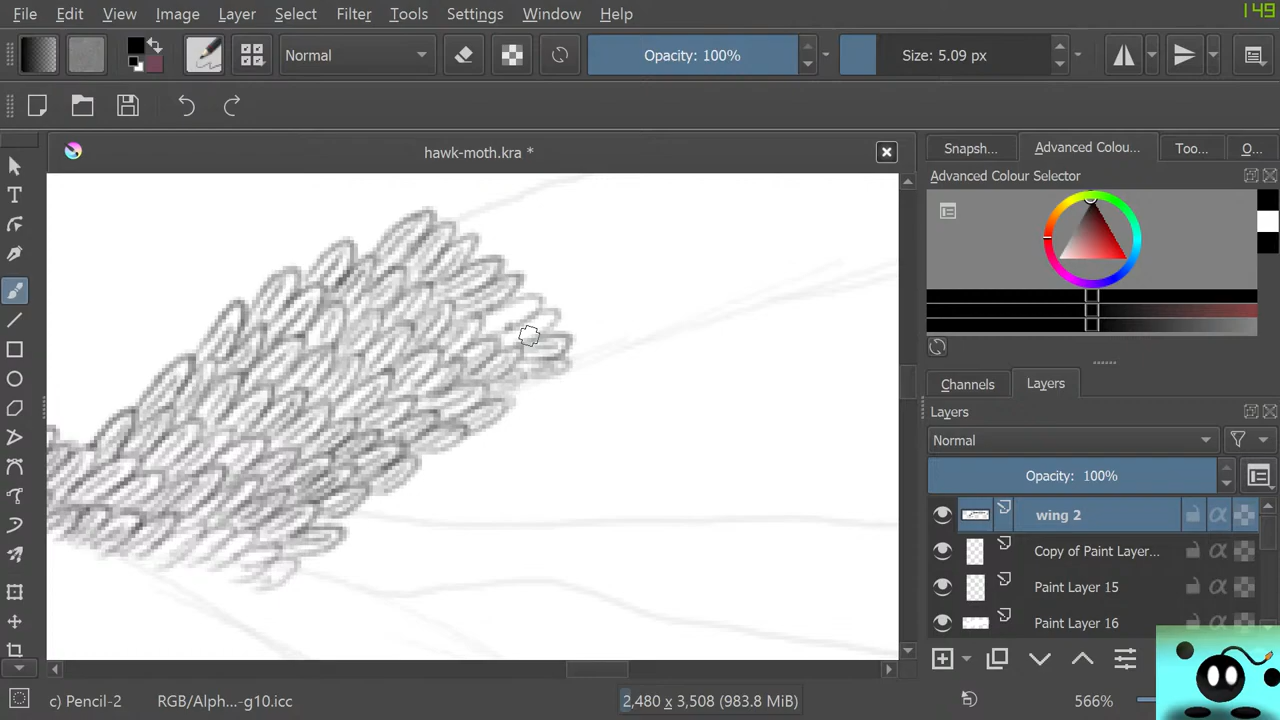 File Edit View Image Layer Select Filter Tools Settings Window Help
149
Normal
Opacity: 100%
Size: 5.09 px
hawk-moth.kra *
Snapsh...
Advanced Colou...
Too...
O...
Advanced Colour Selector
Channels
Layers
Layers
Normal
Opacity: 100%
wing 2
Copy of Paint Layer...
Paint Layer 15
Paint Layer 16
c) Pencil-2
RGB/Alph...-g10.icc
2,480 x 3,508 (983.8 MiB)
566%